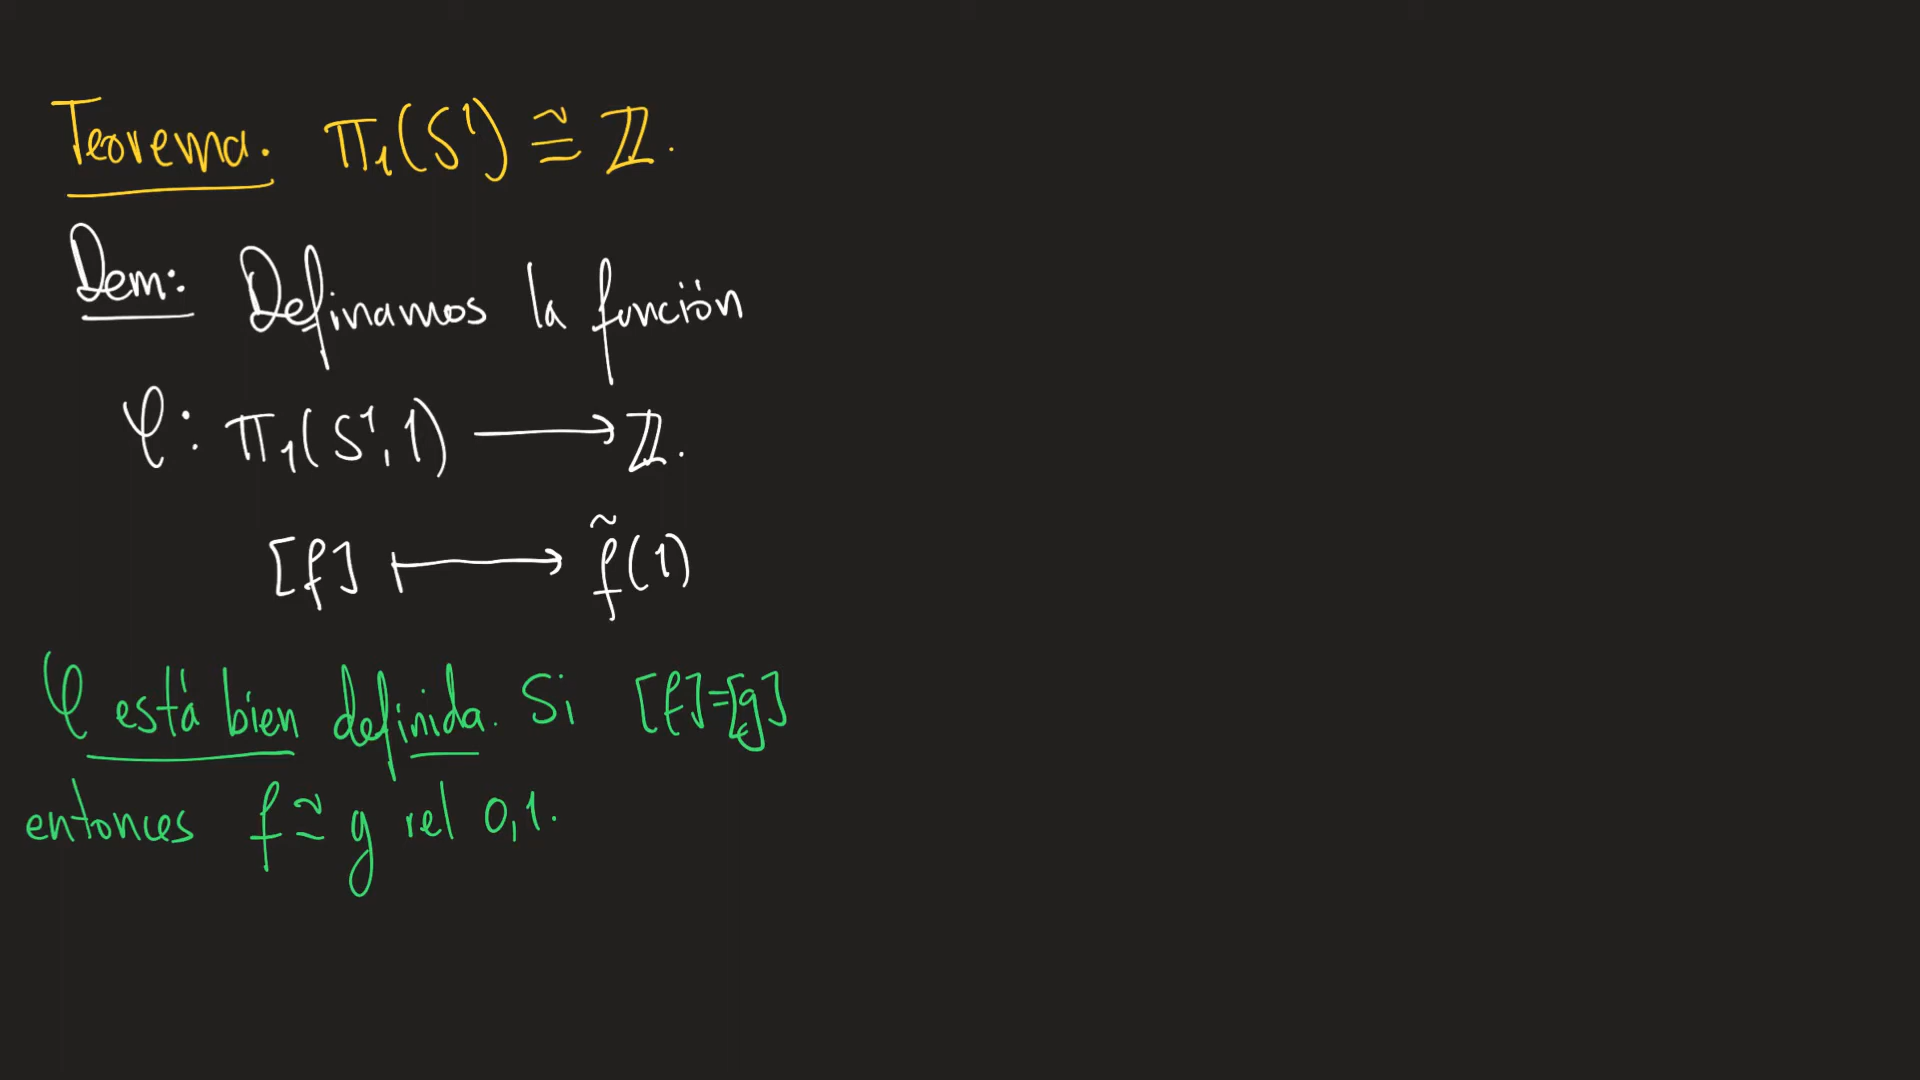 Teorema. π₁(S¹) ≅ ℤ.
Dem: Definamos la función
φ: π₁(S¹,1) ⟶ ℤ.
[f] ⟼ f̃(1)
φ está bien definida. Si [f]=[g]
entonces f ≃ g rel 0,1.